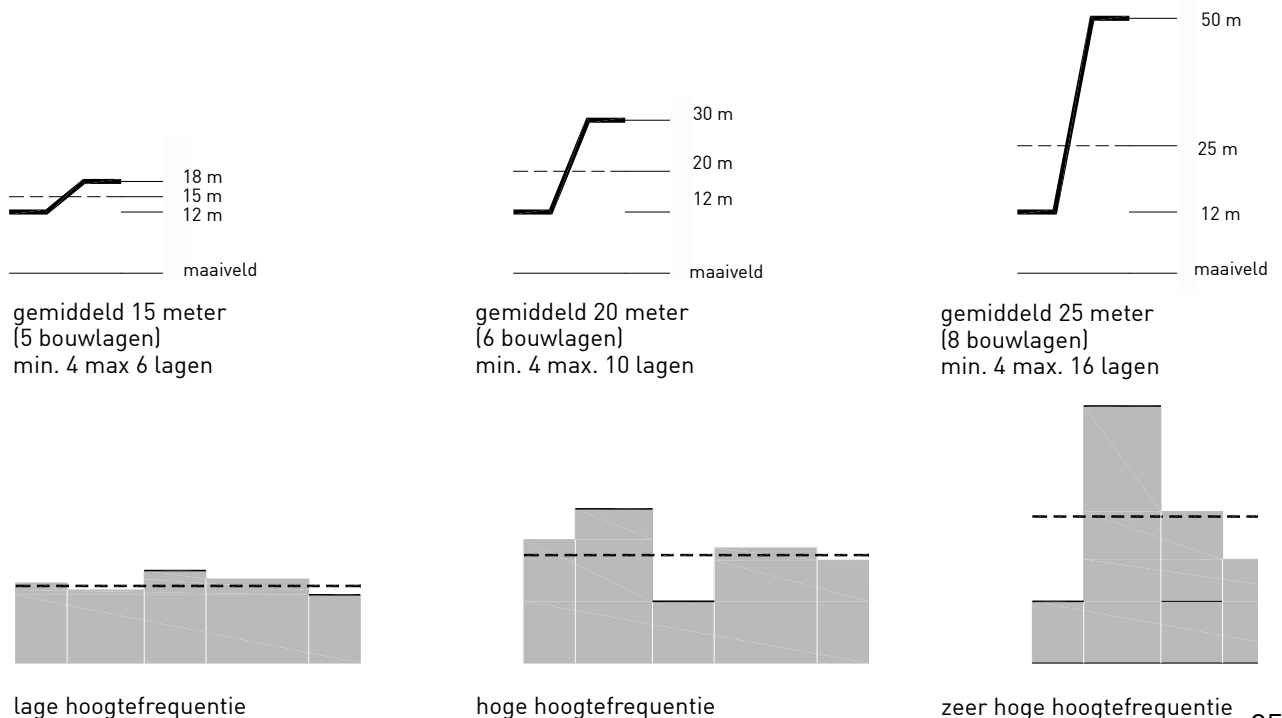 18 m
15 m
12 m
maaiveld
gemiddeld 15 meter
(5 bouwlagen)
min. 4 max 6 lagen
lage hoogtefrequentie
30 m
20 m
12 m
maaiveld
gemiddeld 20 meter
(6 bouwlagen)
min. 4 max. 10 lagen
hoge hoogtefrequentie
50 m
25 m
12 m
maaiveld
gemiddeld 25 meter
(8 bouwlagen)
min. 4 max. 16 lagen
zeer hoge hoogtefrequentie